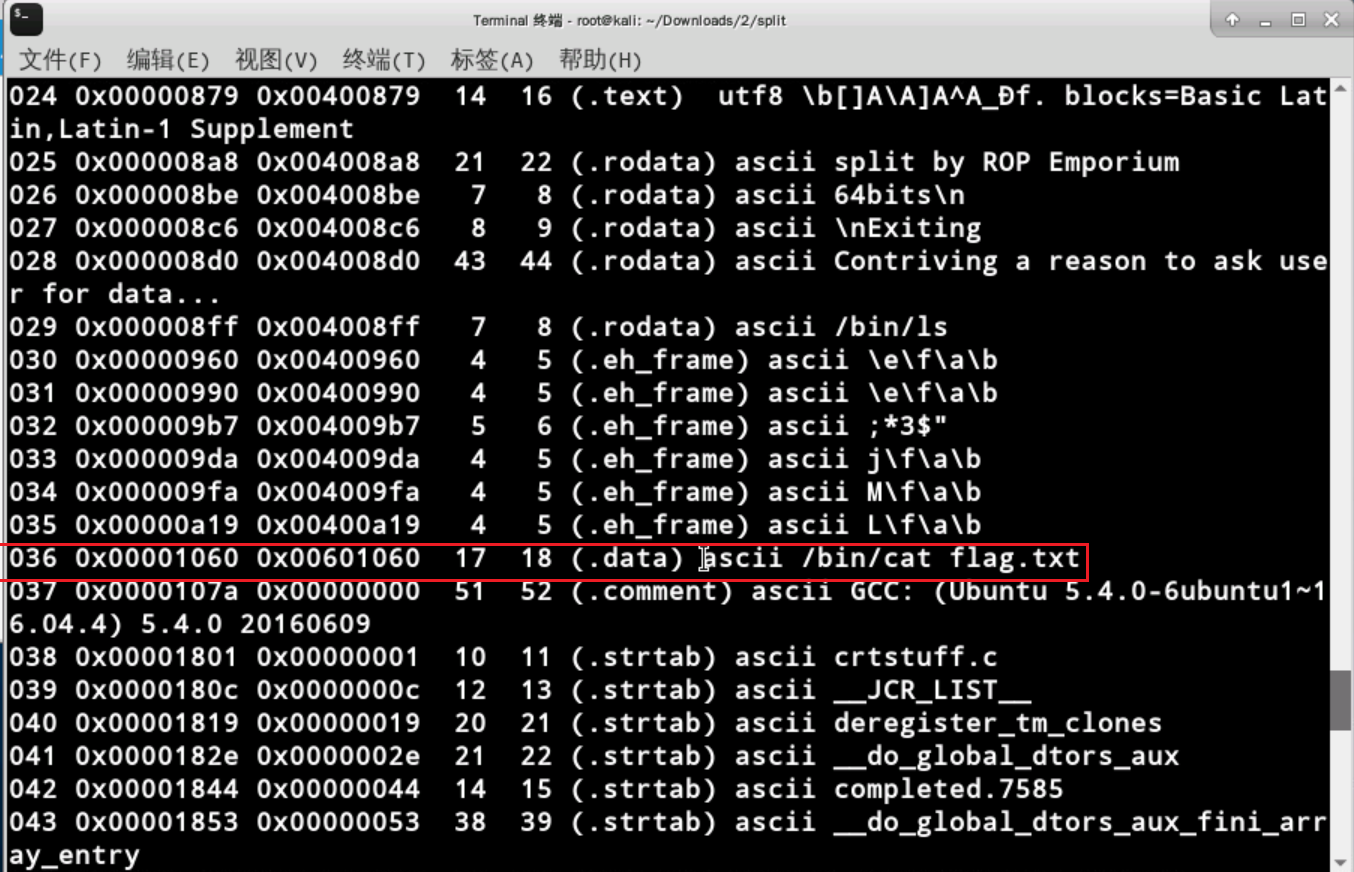 Terminal 终端 - root@kali: ~/Downloads/2/split
文件(F) 编辑(E) 视图(V) 终端(T) 标签(A) 帮助(H)
024 0x00000879 0x00400879 14 16 (.text) utf8 \b[]A\A]A^A_Ðf. blocks=Basic Lat
in,Latin-1 Supplement
025 0x000008a8 0x004008a8 21 22 (.rodata) ascii split by ROP Emporium
026 0x000008be 0x004008be 7 8 (.rodata) ascii 64bits\n
027 0x000008c6 0x004008c6 8 9 (.rodata) ascii \nExiting
028 0x000008d0 0x004008d0 43 44 (.rodata) ascii Contriving a reason to ask use
r for data...
029 0x000008ff 0x004008ff 7 8 (.rodata) ascii /bin/ls
030 0x00000960 0x00400960 4 5 (.eh_frame) ascii \e\f\a\b
031 0x00000990 0x00400990 4 5 (.eh_frame) ascii \e\f\a\b
032 0x000009b7 0x004009b7 5 6 (.eh_frame) ascii ;*3$"
033 0x000009da 0x004009da 4 5 (.eh_frame) ascii j\f\a\b
034 0x000009fa 0x004009fa 4 5 (.eh_frame) ascii M\f\a\b
035 0x00000a19 0x00400a19 4 5 (.eh_frame) ascii L\f\a\b
036 0x00001060 0x00601060 17 18 (.data) ascii /bin/cat flag.txt
037 0x0000107a 0x00000000 51 52 (.comment) ascii GCC: (Ubuntu 5.4.0-6ubuntu1~1
6.04.4) 5.4.0 20160609
038 0x00001801 0x00000001 10 11 (.strtab) ascii crtstuff.c
039 0x0000180c 0x0000000c 12 13 (.strtab) ascii __JCR_LIST__
040 0x00001819 0x00000019 20 21 (.strtab) ascii deregister_tm_clones
041 0x0000182e 0x0000002e 21 22 (.strtab) ascii __do_global_dtors_aux
042 0x00001844 0x00000044 14 15 (.strtab) ascii completed.7585
043 0x00001853 0x00000053 38 39 (.strtab) ascii __do_global_dtors_aux_fini_arr
ay_entry